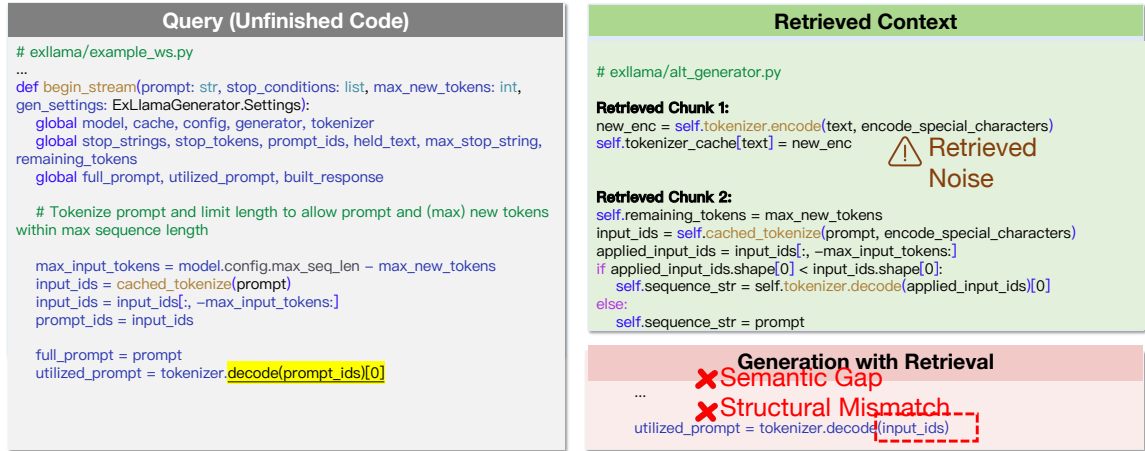 Query (Unfinished Code)
# exllama/example_ws.py
...
def begin_stream(prompt: str, stop_conditions: list, max_new_tokens: int,
gen_settings: ExLlamaGenerator.Settings):
global model, cache, config, generator, tokenizer
global stop_strings, stop_tokens, prompt_ids, held_text, max_stop_string,
remaining_tokens
global full_prompt, utilized_prompt, built_response
# Tokenize prompt and limit length to allow prompt and (max) new tokens
within max sequence length
max_input_tokens = model.config.max_seq_len – max_new_tokens
input_ids = cached_tokenize(prompt)
input_ids = input_ids[:, –max_input_tokens:]
prompt_ids = input_ids
full_prompt = prompt
utilized_prompt = tokenizer.decode(prompt_ids)[0]
Retrieved Context
# exllama/alt_generator.py
Retrieved Chunk 1:
new_enc = self.tokenizer.encode(text, encode_special_characters)
self.tokenizer_cache[text] = new_enc
Retrieved
Noise
Retrieved Chunk 2:
self.remaining_tokens = max_new_tokens
input_ids = self.cached_tokenize(prompt, encode_special_characters)
applied_input_ids = input_ids[:, –max_input_tokens:]
if applied_input_ids.shape[0] < input_ids.shape[0]:
self.sequence_str = self.tokenizer.decode(applied_input_ids)[0]
else:
self.sequence_str = prompt
Generation with Retrieval
Semantic Gap
...
Structural Mismatch
utilized_prompt = tokenizer.decode(input_ids)